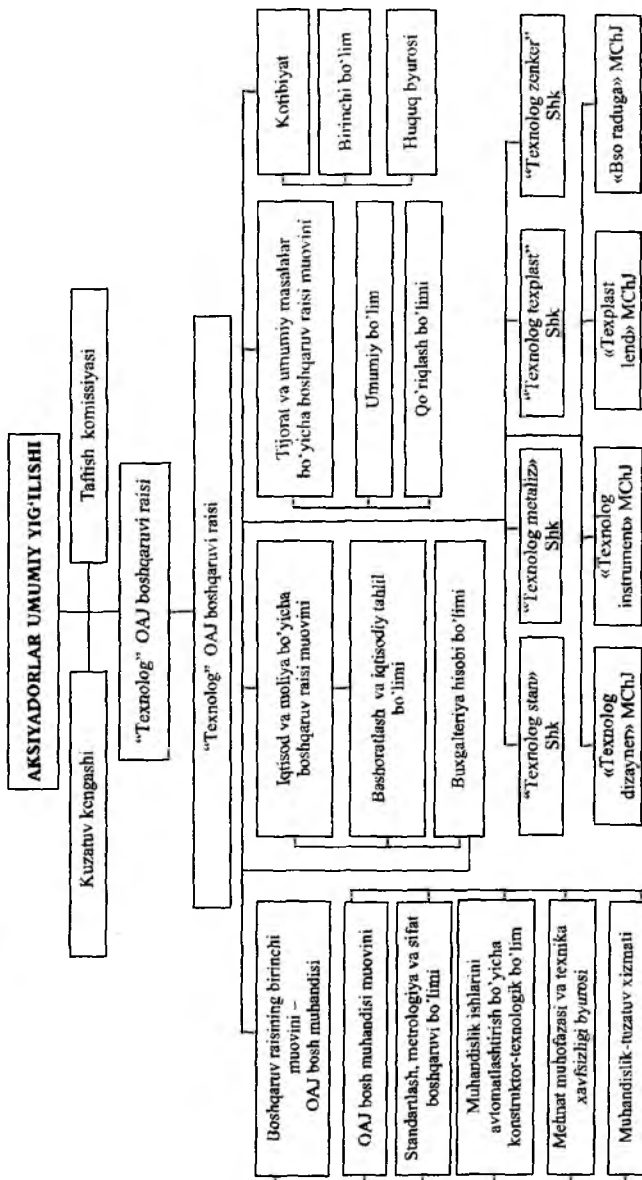 AKSIYADORLAR UMUMIY YIG'ILISHI
Kuzatuv kengashi
Taftish komissiyasi
"Texnolog" OAJ boshqaruvi raisi
"Texnolog" OAJ boshqaruvi raisi
Boshqaruv raisining birinchi
muovini –
OAJ bosh muhandisi
OAJ bosh muhandisi muovini
Standartlash, metrologiya va sifat
boshqaruvi bo'limi
Muhandislik ishlarini
avtomatlashtirish bo'yicha
konstruktor-texnologik bo'lim
Mehnat muhofazasi va texnika
xavfsizligi byurosi
Muhandislik-tuzatuv xizmati
Iqtisod va moliya bo'yicha
boshqaruv raisi muovini
Bashoratlash va iqtisodiy tahlil
bo'limi
Buxgalteriya hisobi bo'limi
Tijorat va umumiy masalalar
bo'yicha boshqaruv raisi muovini
Umumiy bo'lim
Qo'riqlash bo'limi
Kotibiyat
Birinchi bo'lim
Huquq byurosi
"Texnolog stan»
Shk
"Texnolog metaliz»
Shk
"Texnolog texplast"
Shk
"Texnolog zenker"
Shk
«Texnolog
dizayner» MChJ
«Texnolog
instrument» MChJ
«Texplast
lend» MChJ
«Bso raduga» MChJ